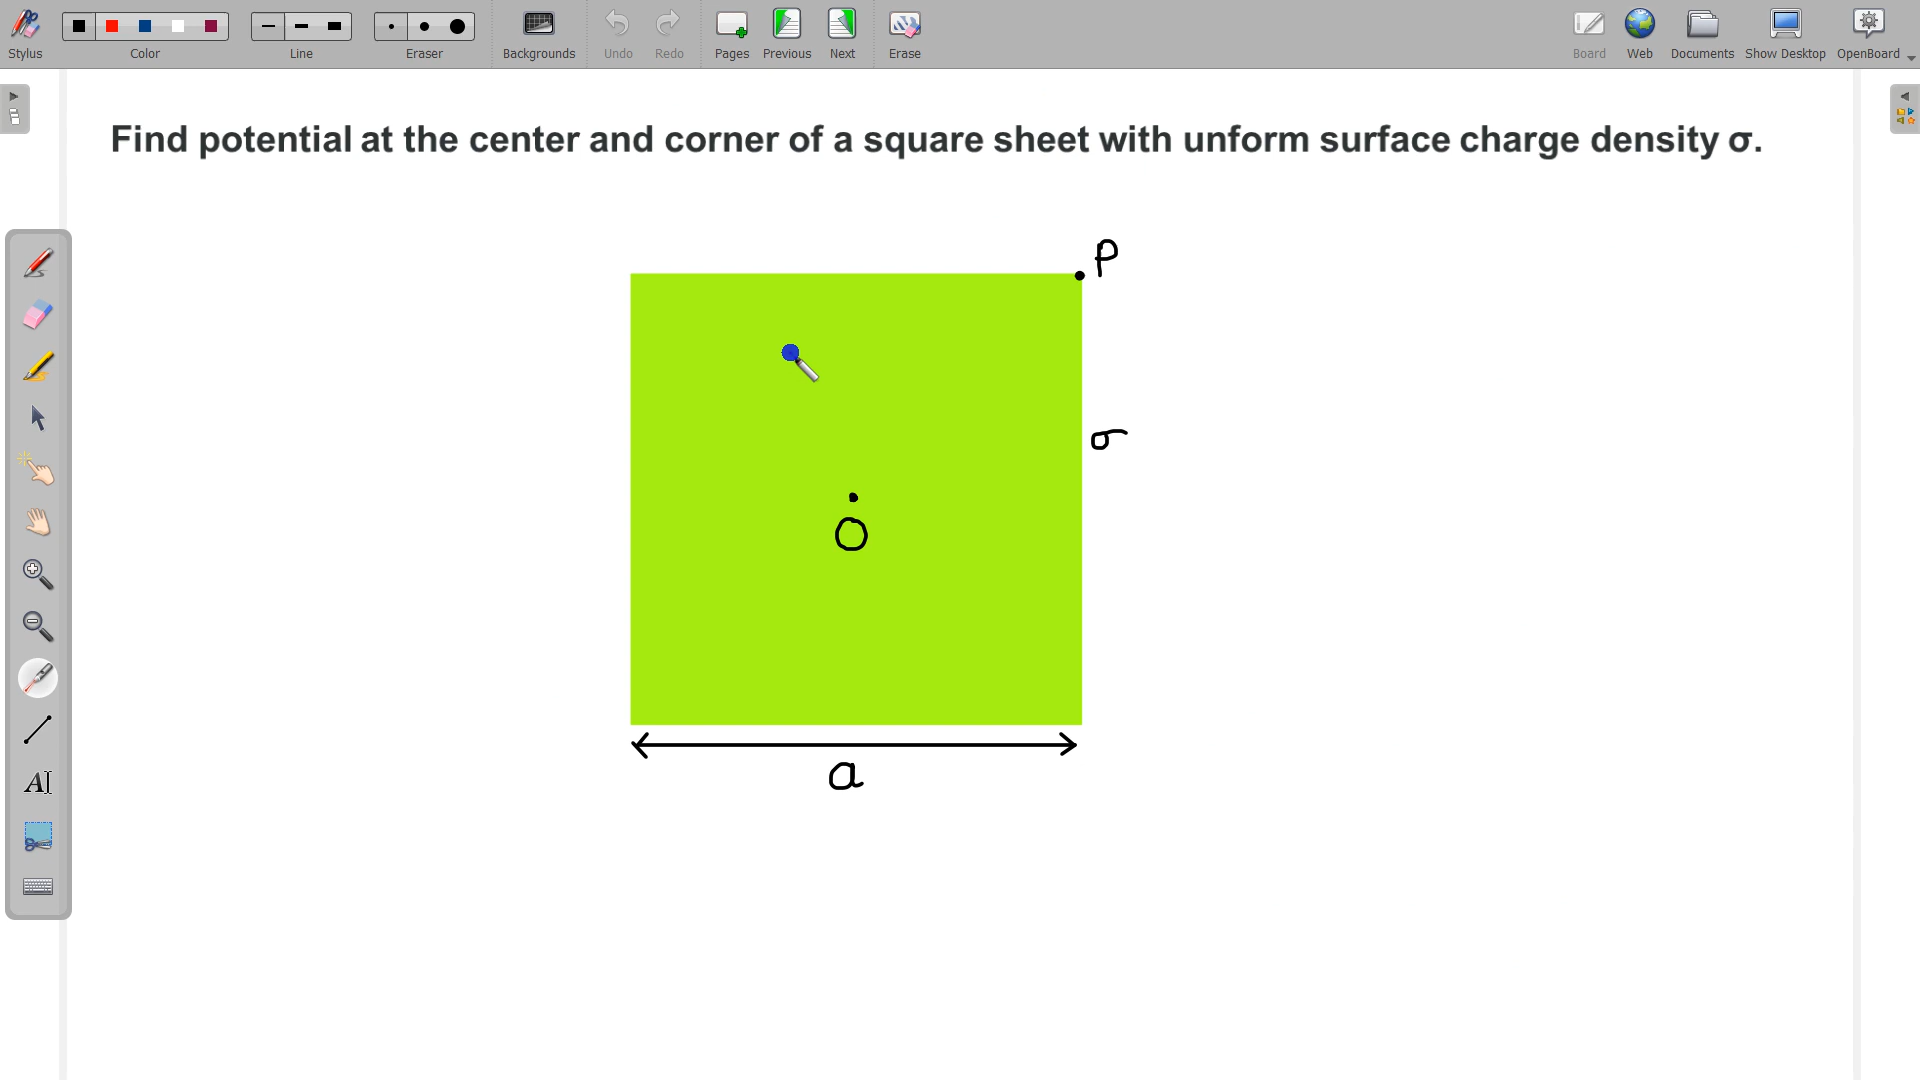 Stylus Color Line Eraser Backgrounds Undo Redo Pages Previous Next Erase Board Web Documents Show Desktop OpenBoard
Find potential at the center and corner of a square sheet with unform surface charge density σ.
P
σ
O
a